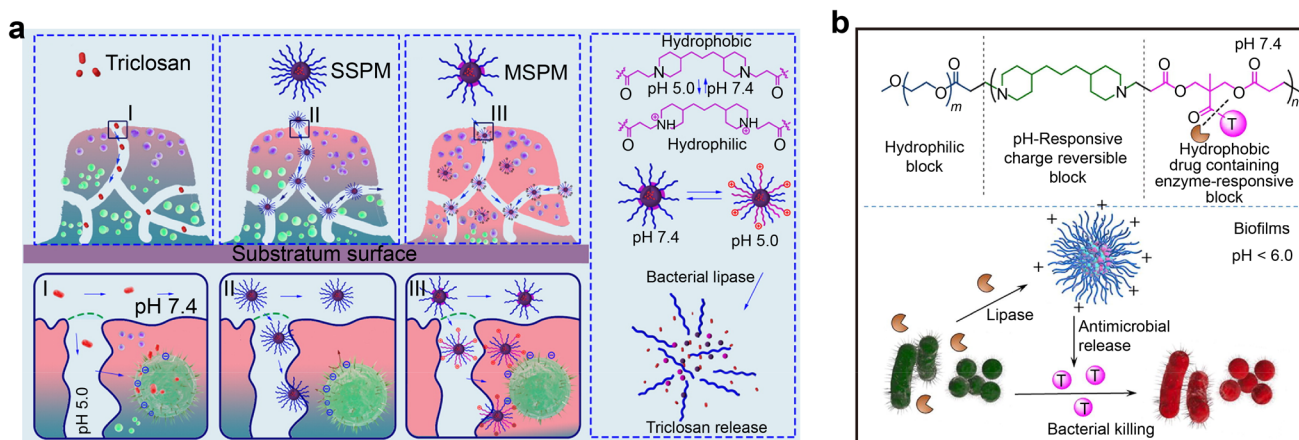 a
Triclosan
SSPM
MSPM
I
II
III
Substratum surface
I
pH 7.4
pH 5.0
II
III
Hydrophobic
N
N
O
O
pH 5.0
pH 7.4
NH
NH
O
O
Hydrophilic
pH 7.4
pH 5.0
Bacterial lipase
Triclosan release
b
pH 7.4
O
O
m
O
O
N
N
O
O
O
O
O
n
O
T
Hydrophilic
block
pH-Responsive
charge reversible
block
Hydrophobic
drug containing
enzyme-responsive
block
Biofilms
pH < 6.0
Lipase
Antimicrobial
release
T
T
T
Bacterial killing